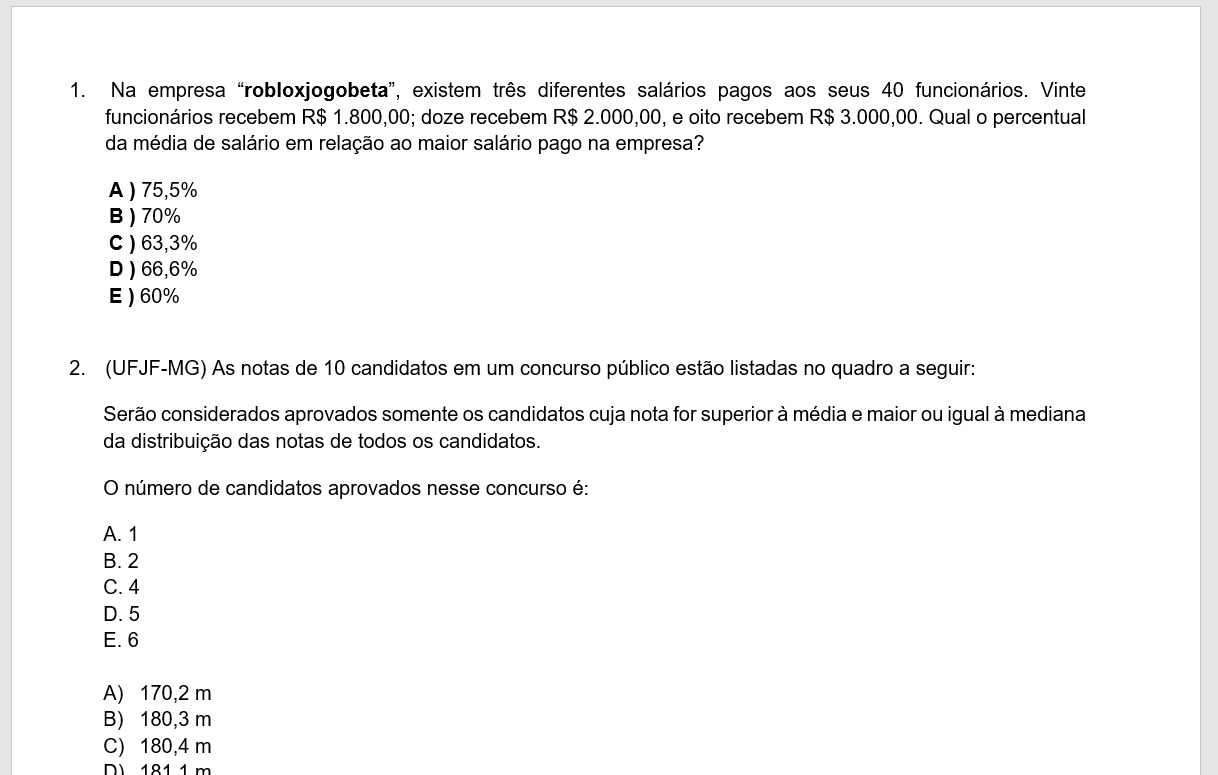 1. Na empresa “robloxjogobeta”, existem três diferentes salários pagos aos seus 40 funcionários. Vinte
funcionários recebem R$ 1.800,00; doze recebem R$ 2.000,00, e oito recebem R$ 3.000,00. Qual o percentual
da média de salário em relação ao maior salário pago na empresa?
A ) 75,5%
B ) 70%
C ) 63,3%
D ) 66,6%
E ) 60%
2. (UFJF-MG) As notas de 10 candidatos em um concurso público estão listadas no quadro a seguir:
Serão considerados aprovados somente os candidatos cuja nota for superior à média e maior ou igual à mediana
da distribuição das notas de todos os candidatos.
O número de candidatos aprovados nesse concurso é:
A. 1
B. 2
C. 4
D. 5
E. 6
A) 170,2 m
B) 180,3 m
C) 180,4 m
D) 181,1 m